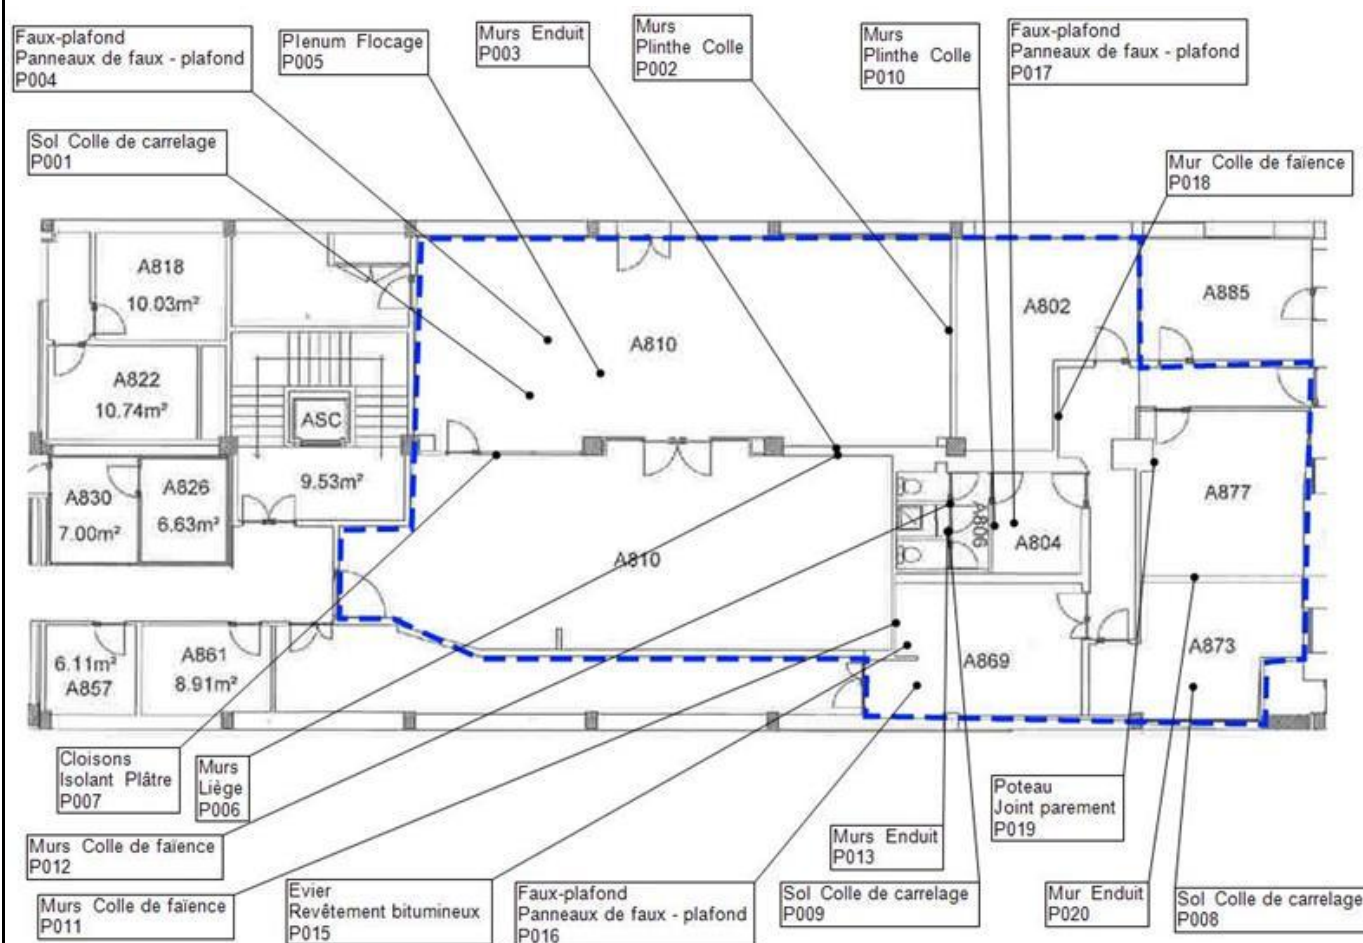 Faux-plafond
Panneaux de faux - plafond
P004
Plenum Flocage
P005
Murs Enduit
P003
Murs
Plinthe Colle
P002
Murs
Plinthe Colle
P010
Faux-plafond
Panneaux de faux - plafond
P017
Sol Colle de carrelage
P001
Mur Colle de faïence
P018
A818
10.03m²
A802
A885
A810
A822
10.74m²
ASC
9.53m²
A830
7.00m²
A826
6.63m²
A877
A806
A804
A810
6.11m²
A857
A861
8.91m²
A869
A873
Cloisons
Isolant Plâtre
P007
Murs
Liège
P006
Poteau
Joint parement
P019
Murs Colle de faïence
P012
Murs Enduit
P013
Murs Colle de faïence
P011
Evier
Revêtement bitumineux
P015
Faux-plafond
Panneaux de faux - plafond
P016
Sol Colle de carrelage
P009
Mur Enduit
P020
Sol Colle de carrelage
P008